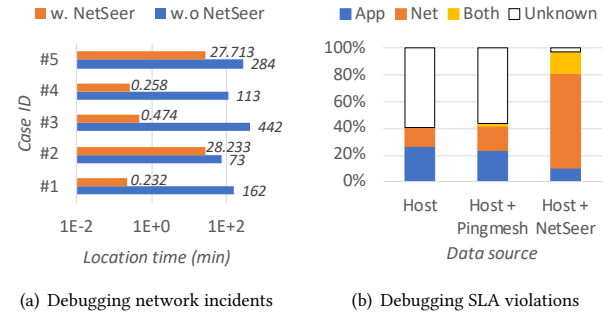 w. NetSeer w.o NetSeer
Case ID
#5 27.713
284
#4 0.258
113
#3 0.474
442
#2 28.233
73
#1 0.232
162
1E-2 1E+0 1E+2
Location time (min)
(a) Debugging network incidents
App Net Both Unknown
100%
80%
60%
40%
20%
0%
Host Host + Host +
Pingmesh NetSeer
Data source
(b) Debugging SLA violations